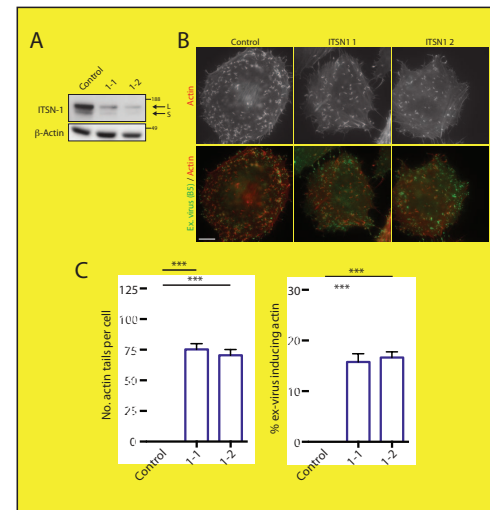 A
Control
1-1
1-2
188
ITSN-1
L
S
β-Actin
49
B
Control
ITSN1 1
ITSN1 2
Actin
Ex. virus (B5) / Actin
C
***
***
125
100
75
50
25
0
No. actin tails per cell
Control
1-1
1-2
***
***
30
20
10
0
% ex-virus inducing actin
Control
1-1
1-2